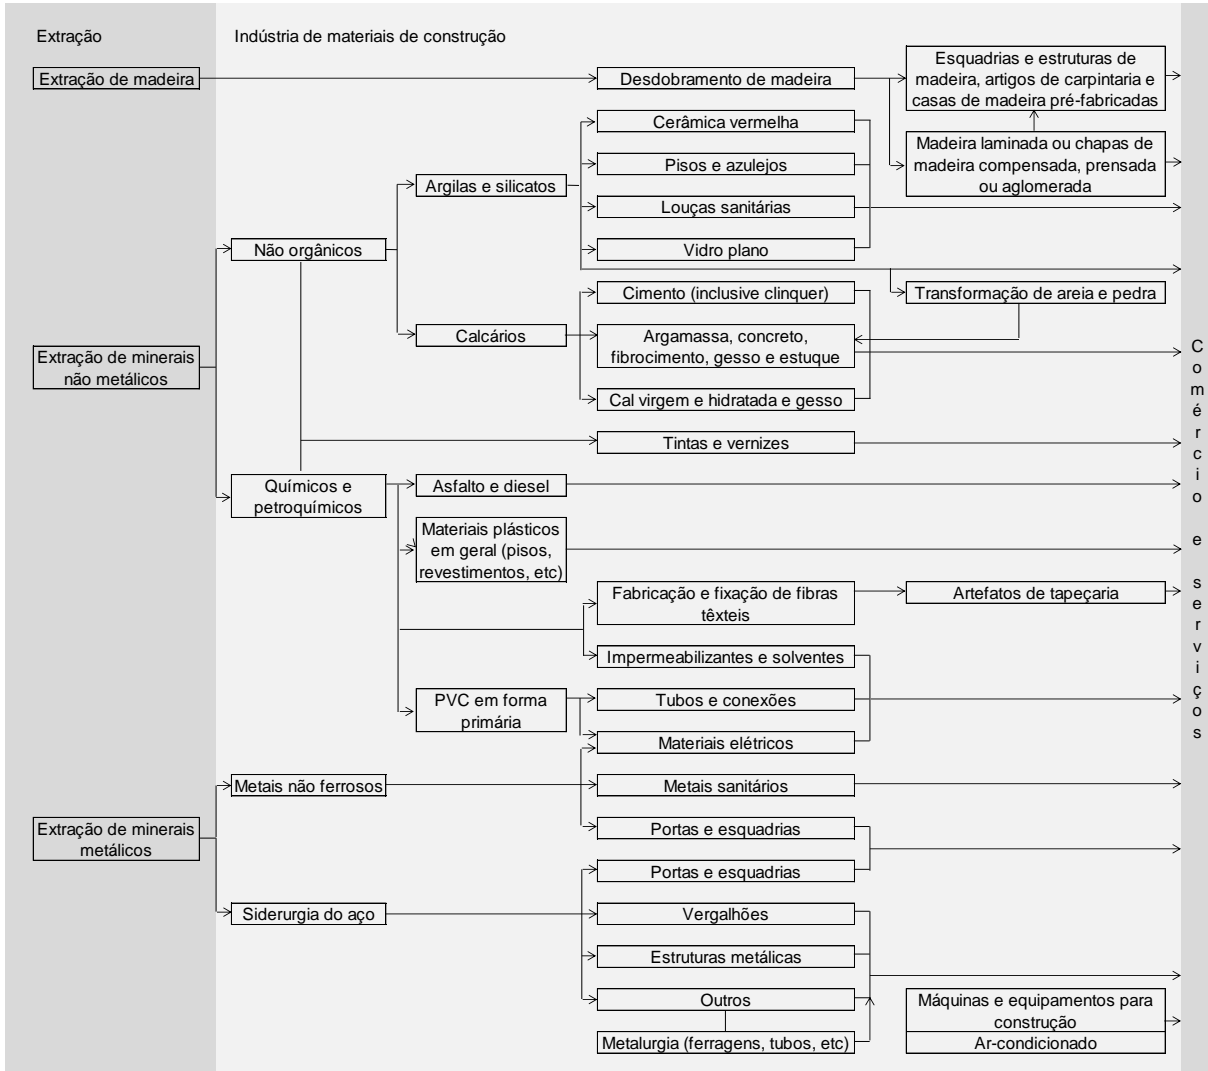 Extração
Indústria de materiais de construção
Extração de madeira
Desdobramento de madeira
Esquadrias e estruturas de
madeira, artigos de carpintaria e
casas de madeira pré-fabricadas
Cerâmica vermelha
Madeira laminada ou chapas de
madeira compensada, prensada
ou aglomerada
Pisos e azulejos
Argilas e silicatos
Louças sanitárias
Não orgânicos
Vidro plano
Cimento (inclusive clinquer)
Transformação de areia e pedra
Calcários
Argamassa, concreto,
fibrocimento, gesso e estuque
Extração de minerais
não metálicos
Cal virgem e hidratada e gesso
Tintas e vernizes
Químicos e
petroquímicos
Asfalto e diesel
Materiais plásticos
em geral (pisos,
revestimentos, etc)
Fabricação e fixação de fibras
têxteis
Artefatos de tapeçaria
Impermeabilizantes e solventes
PVC em forma
primária
Tubos e conexões
Materiais elétricos
Metais não ferrosos
Metais sanitários
Extração de minerais
metálicos
Portas e esquadrias
Portas e esquadrias
Siderurgia do aço
Vergalhões
Estruturas metálicas
Outros
Metalurgia (ferragens, tubos, etc)
Máquinas e equipamentos para
construção
Ar-condicionado
Comércio e serviços